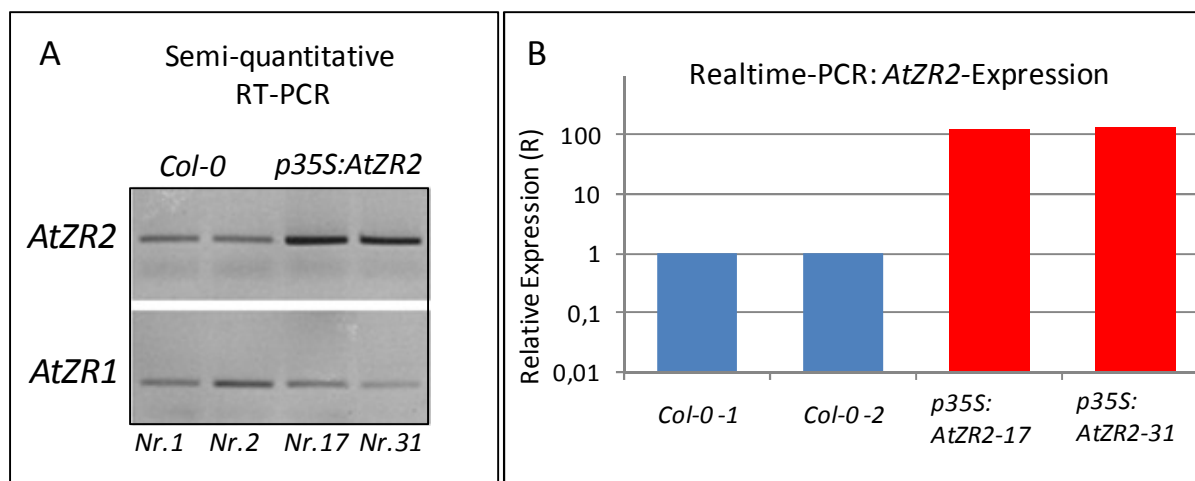 A
Semi-quantitative
RT-PCR
Col-0 p35S:AtZR2
AtZR2
AtZR1
Nr.1 Nr.2 Nr.17 Nr.31
B
Realtime-PCR: AtZR2-Expression
Relative Expression (R)
100
10
1
0,1
0,01
Col-0 -1 Col-0 -2 p35S: p35S:
AtZR2-17 AtZR2-31